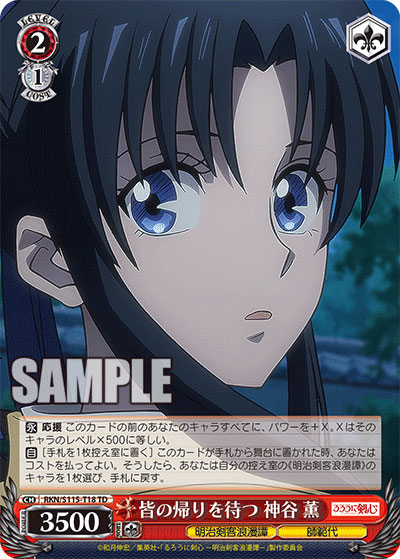 LEVEL
2
1
COST
SAMPLE
永 応援 このカードの前のあなたのキャラすべてに、パワーを＋X。Xはその
キャラのレベル×500に等しい。
自 [手札を1枚控え室に置く] このカードが手札から舞台に置かれた時、あなたは
コストを払ってよい。そうしたら、あなたは自分の控え室の《明治剣客浪漫譚》の
キャラを1枚選び、手札に戻す。
CH RKN/S115-T18 TD
3500
皆の帰りを待つ 神谷 薫
るろうに剣心
明治剣客浪漫譚
師範代
©和月伸宏／集英社・「るろうに剣心 －明治剣客浪漫譚－」製作委員会